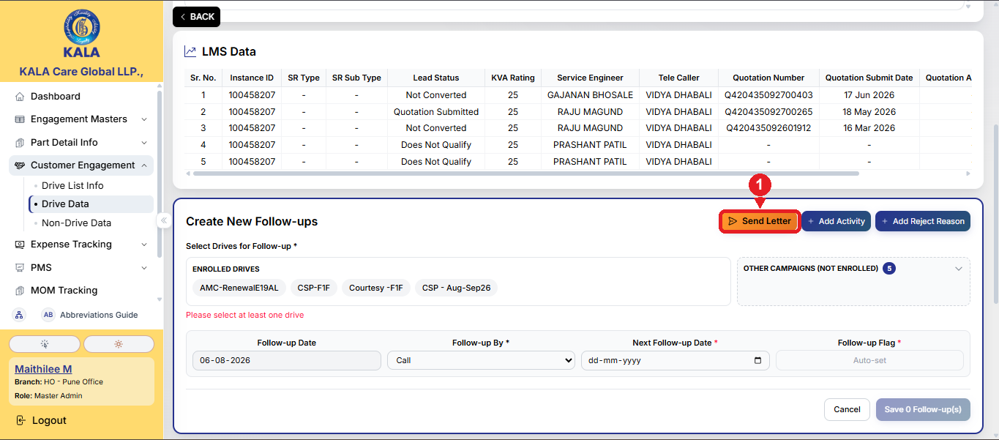 KALA
KALA Care Global LLP.,
Dashboard
Engagement Masters
Part Detail Info
Customer Engagement
Drive List Info
Drive Data
Non-Drive Data
Expense Tracking
PMS
MOM Tracking
AB Abbreviations Guide
Maithilee M
Branch: HO - Pune Office
Role: Master Admin
Logout
BACK
LMS Data
Sr. No. Instance ID SR Type SR Sub Type Lead Status KVA Rating Service Engineer Tele Caller Quotation Number Quotation Submit Date Quotation A
1 100458207 - - Not Converted 25 GAJANAN BHOSALE VIDYA DHABALI Q420435092700403 17 Jun 2026
2 100458207 - - Quotation Submitted 25 RAJU MAGUND VIDYA DHABALI Q420435092700265 18 May 2026
3 100458207 - - Not Converted 25 RAJU MAGUND VIDYA DHABALI Q420435092601912 16 Mar 2026
4 100458207 - - Does Not Qualify 25 PRASHANT PATIL VIDYA DHABALI - -
5 100458207 - - Does Not Qualify 25 PRASHANT PATIL VIDYA DHABALI - -
1
Create New Follow-ups
Send Letter
+ Add Activity
+ Add Reject Reason
Select Drives for Follow-up *
ENROLLED DRIVES
AMC-RenewalE19AL CSP-F1F Courtesy -F1F CSP - Aug-Sep26
OTHER CAMPAIGNS (NOT ENROLLED) 5
Please select at least one drive
Follow-up Date Follow-up By * Next Follow-up Date * Follow-up Flag *
06-08-2026 Call dd-mm-yyyy Auto-set
Cancel Save 0 Follow-up(s)